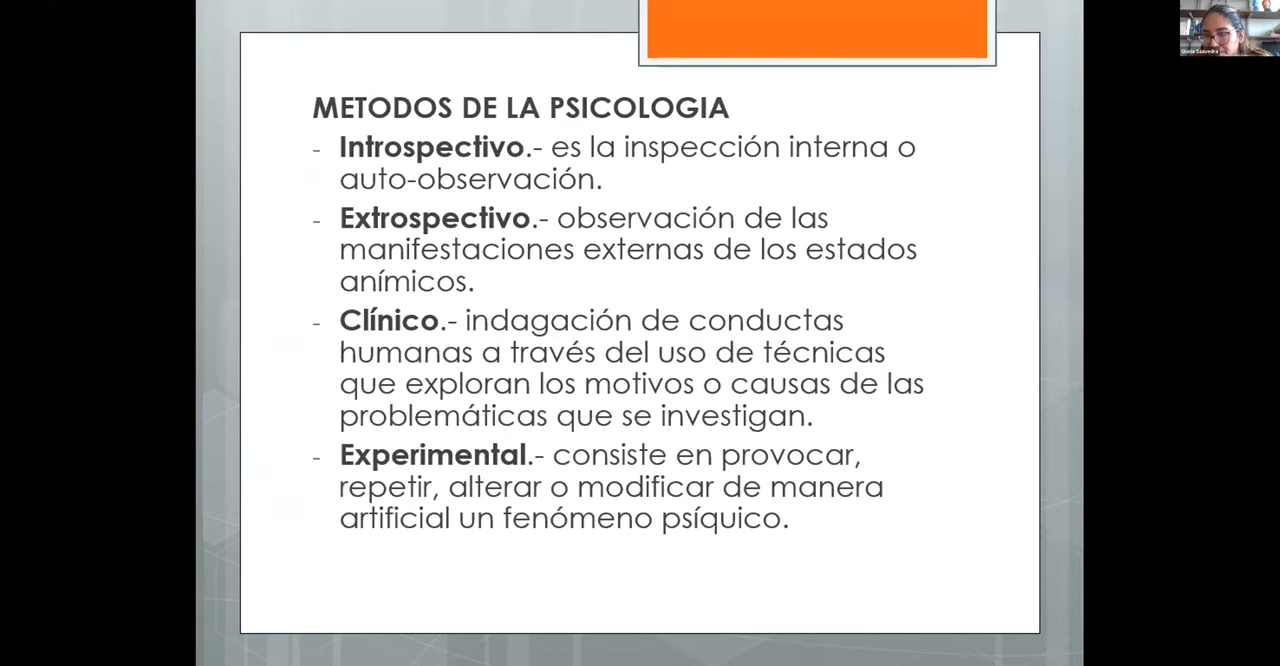 METODOS DE LA PSICOLOGIA
- Introspectivo.- es la inspección interna o
auto-observación.
- Extrospectivo.- observación de las
manifestaciones externas de los estados
anímicos.
- Clínico.- indagación de conductas
humanas a través del uso de técnicas
que exploran los motivos o causas de las
problemáticas que se investigan.
- Experimental.- consiste en provocar,
repetir, alterar o modificar de manera
artificial un fenómeno psíquico.
Gloria Saavedra